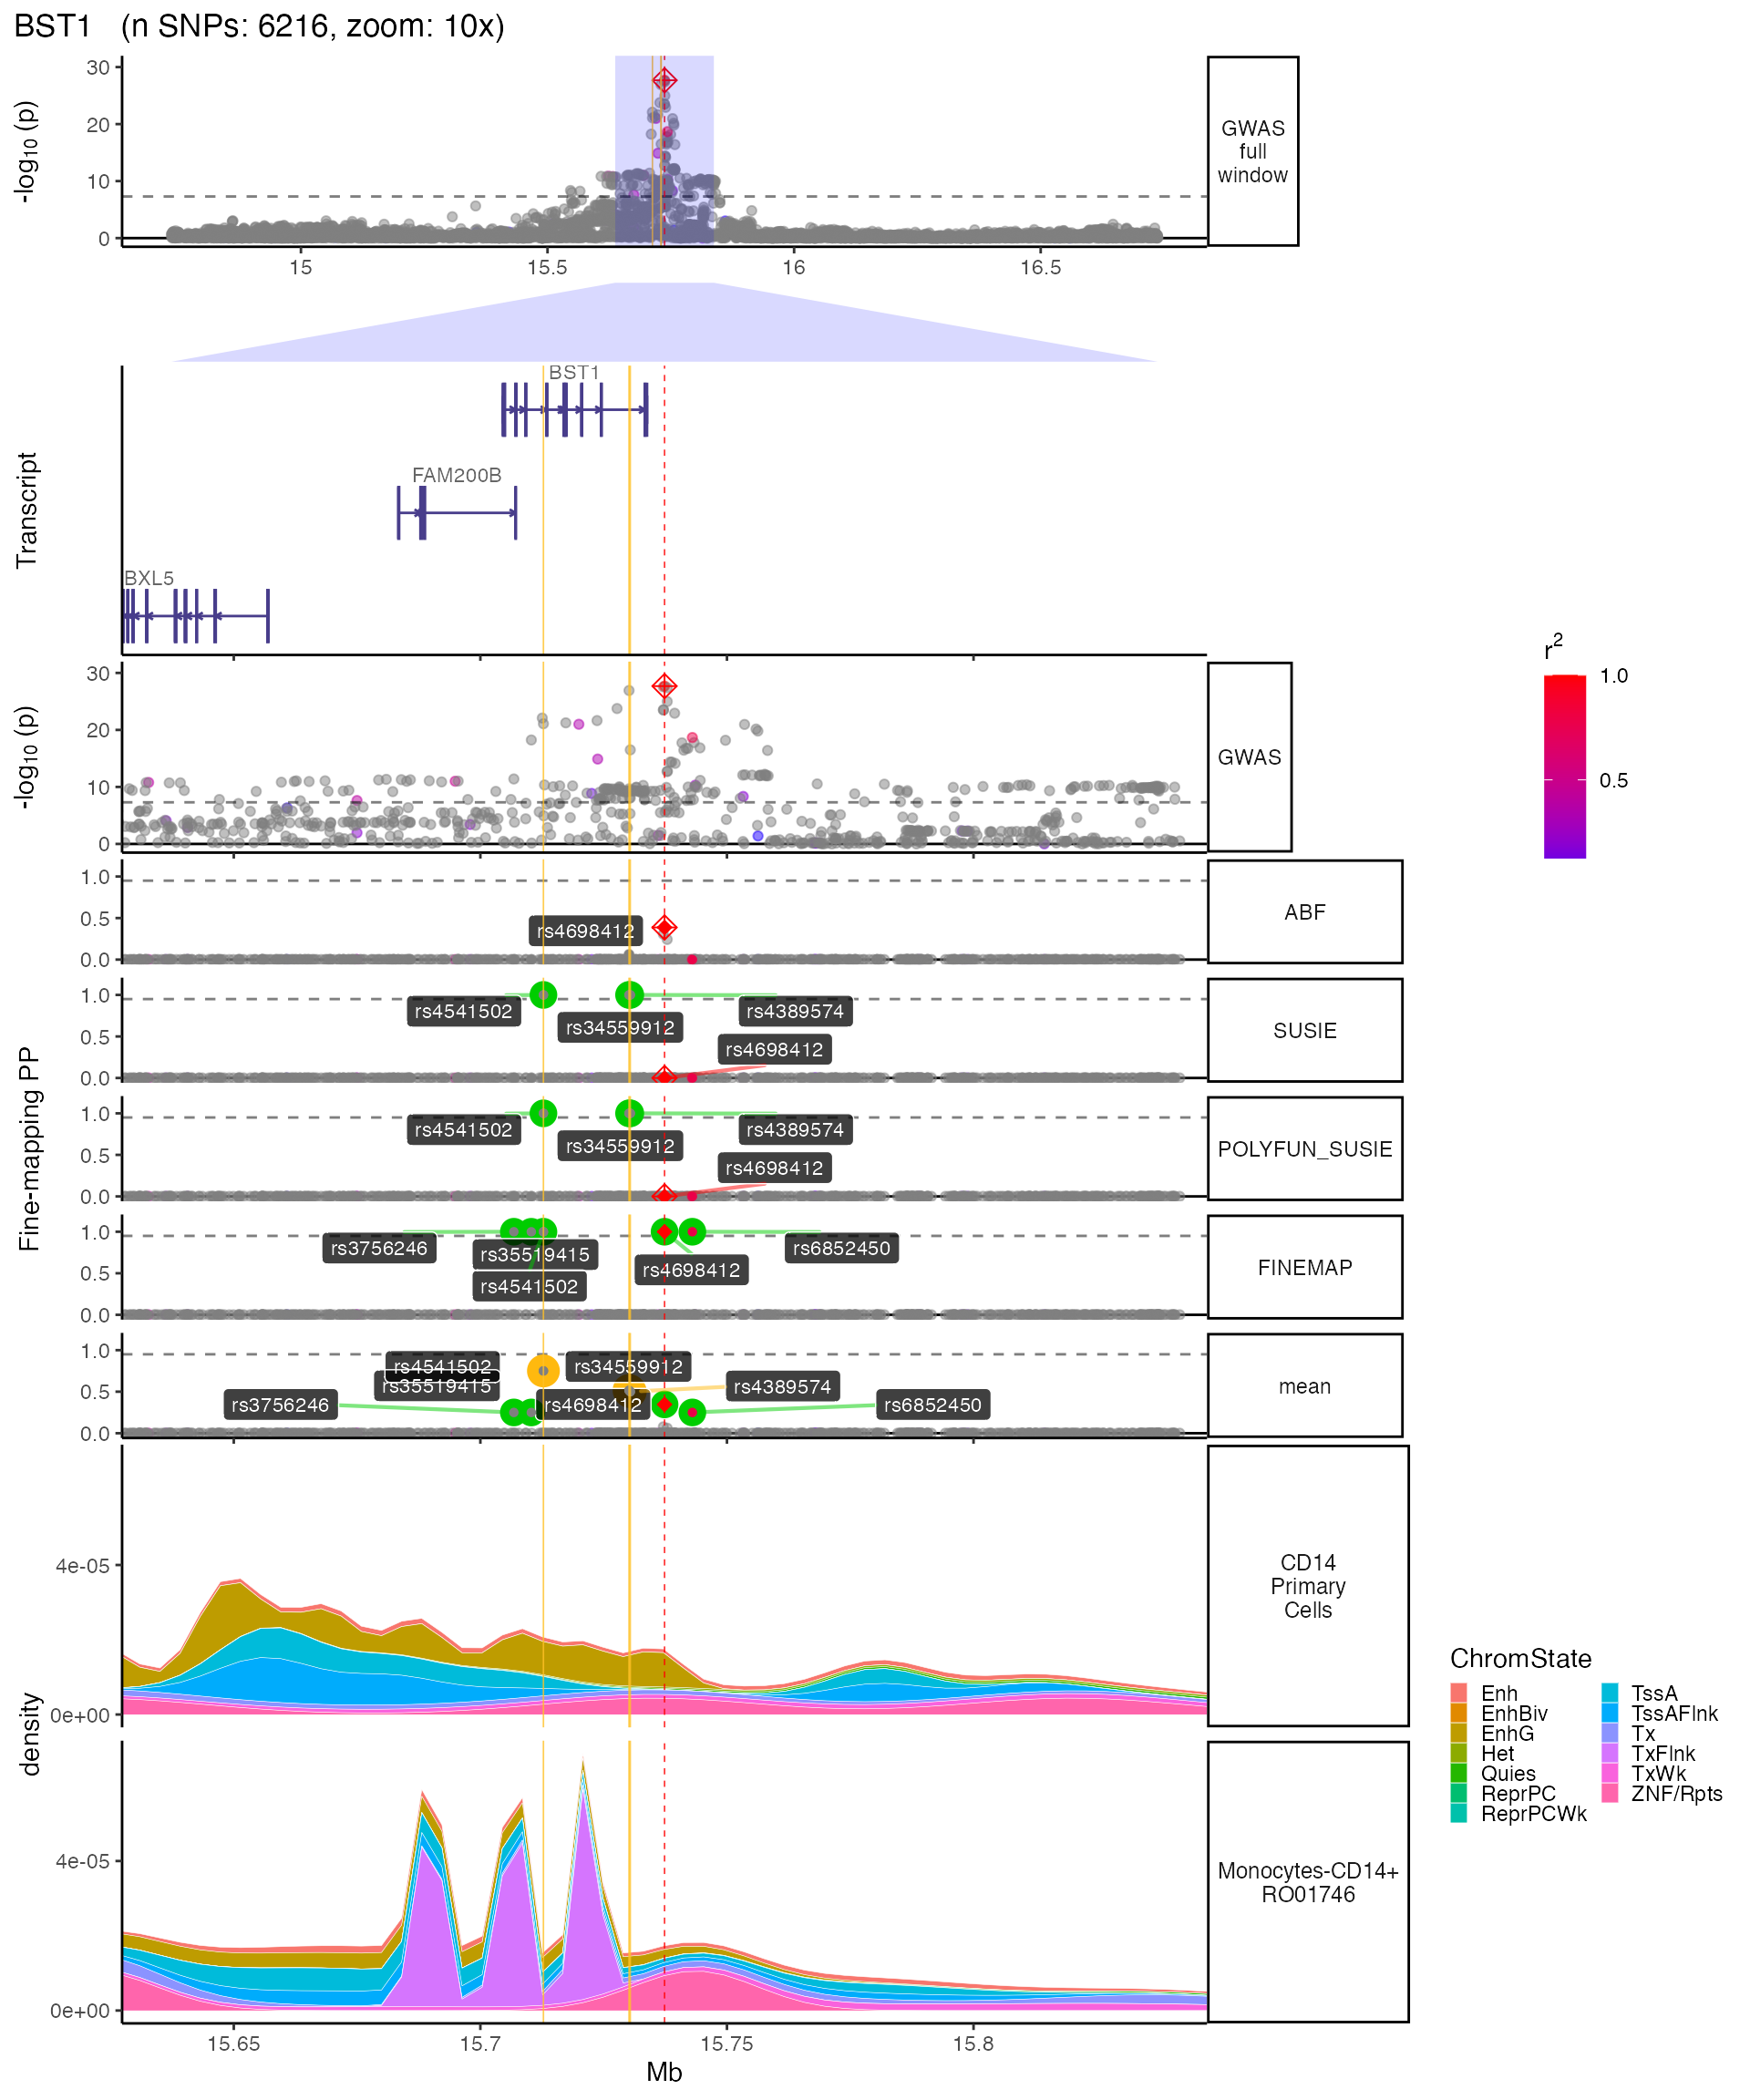 BST1   (n SNPs: 6216, zoom: 10x)
-log10 (p)
30
20
10
0
GWAS
full
window
15
15.5
16
16.5
Transcript
BST1
FAM200B
BXL5
-log10 (p)
30
20
10
0
GWAS
r2
1.0
0.5
Fine-mapping PP
1.0
0.5
0.0
rs4698412
ABF
1.0
0.5
0.0
rs4541502
rs34559912
rs4389574
rs4698412
SUSIE
1.0
0.5
0.0
rs4541502
rs34559912
rs4389574
rs4698412
POLYFUN_SUSIE
1.0
0.5
0.0
rs3756246
rs35519415
rs4541502
rs4698412
rs6852450
FINEMAP
1.0
0.5
0.0
rs4541502
rs35519415
rs3756246
rs34559912
rs4698412
rs4389574
rs6852450
mean
density
4e-05
0e+00
CD14
Primary
Cells
4e-05
0e+00
Monocytes-CD14+
RO01746
ChromState
Enh
EnhBiv
EnhG
Het
Quies
ReprPC
ReprPCWk
TssA
TssAFlnk
Tx
TxFlnk
TxWk
ZNF/Rpts
15.65
15.7
15.75
15.8
Mb